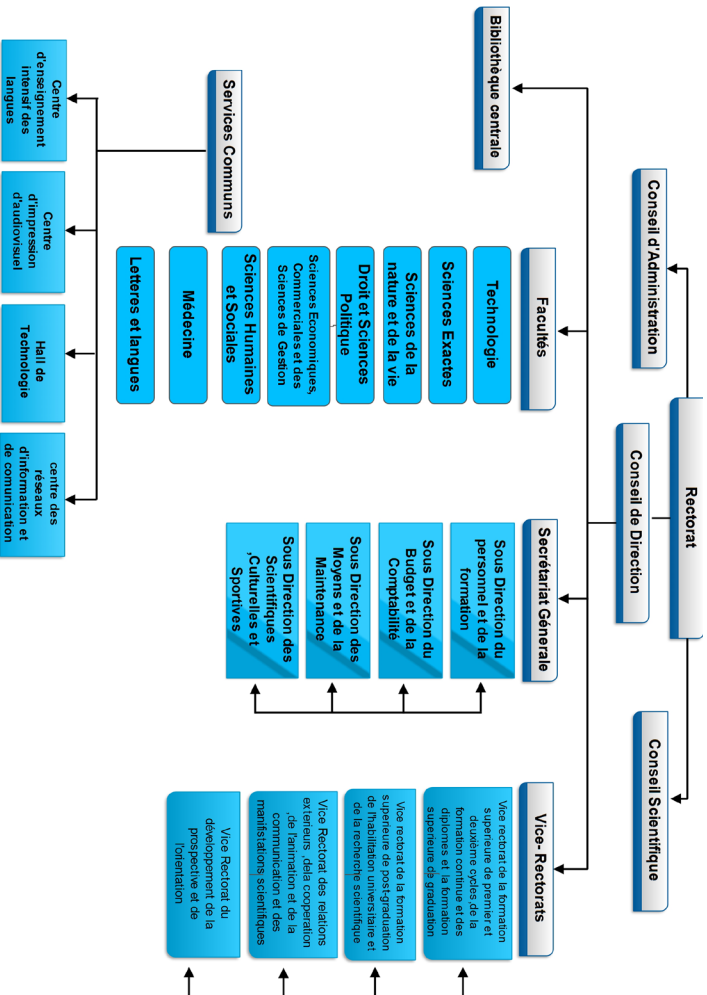 Rectorat
Conseil d'Administration
Conseil de Direction
Conseil Scientifique
Bibliothèque centrale
Facultés
Technologie
Sciences Exactes
Sciences de la
nature et de la vie
Droit et Sciences
Politique
Sciences Economiques,
Commerciales et des
Sciences de Gestion
Sciences Humaines
et Sociales
Médecine
Letteres et langues
Secrétariat Génerale
Sous Direction du
personnel et de la
formation
Sous Direction du
Budget et de la
Comptabilité
Sous Direction des
Moyens et de la
Maintenance
Sous Direction des
Scientifiques
,Culturelles et
Sportives
Vice- Rectorats
Vice rectorat de la formation
superieure de premier et
deuxième cycles de la
formation continue et des
diplomes et la formation
superieure de graduation
Vice rectorat de la formation
superieure de post-graduation
de l'habilitation universitaire et
de la recherche scientifique
Vice Rectorat des relations
exterieurs ,dela cooperation
,de l'animation et de la
communication et des
manifistations scientifiques
Vice Rectorat du
développement de la
prospective et de
l'orientation
Services Communs
Centre
d'enseignement
intensif des
langues
Centre
d'impression
d'audiovisuel
Hall de
Technologie
centre des
réseaux
d'information et
de comunication